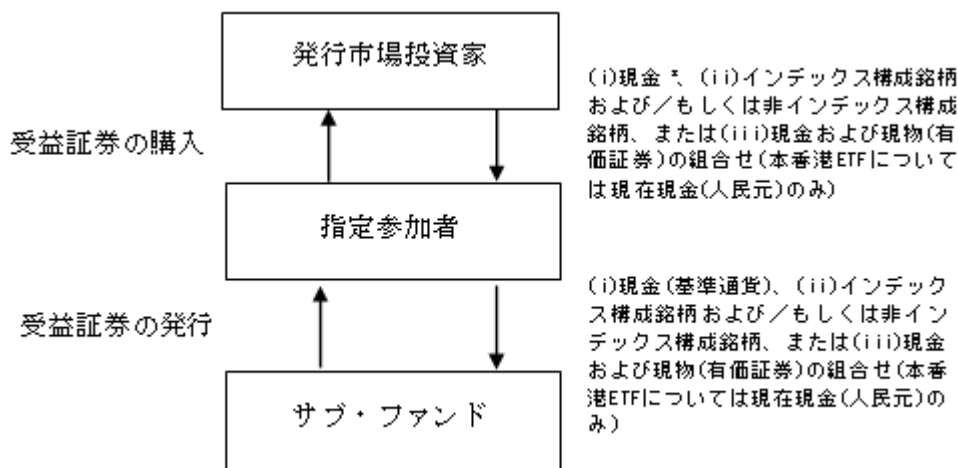 発行市場投資家
(i)現金*、(ii)インデックス構成銘柄
および／もしくは非インデックス構成
銘柄、または(iii)現金および現物(有
価証券)の組合せ(本香港ETFについて
は現在現金(人民元)のみ)
受益証券の購入
指定参加者
(i)現金(基準通貨)、(ii)インデック
ス構成銘柄および／もしくは非イン
デックス構成銘柄、または(iii)現金
および現物(有価証券)の組合せ(本香
港ETFについては現在現金(人民元)の
み)
受益証券の発行
サブ・ファンド